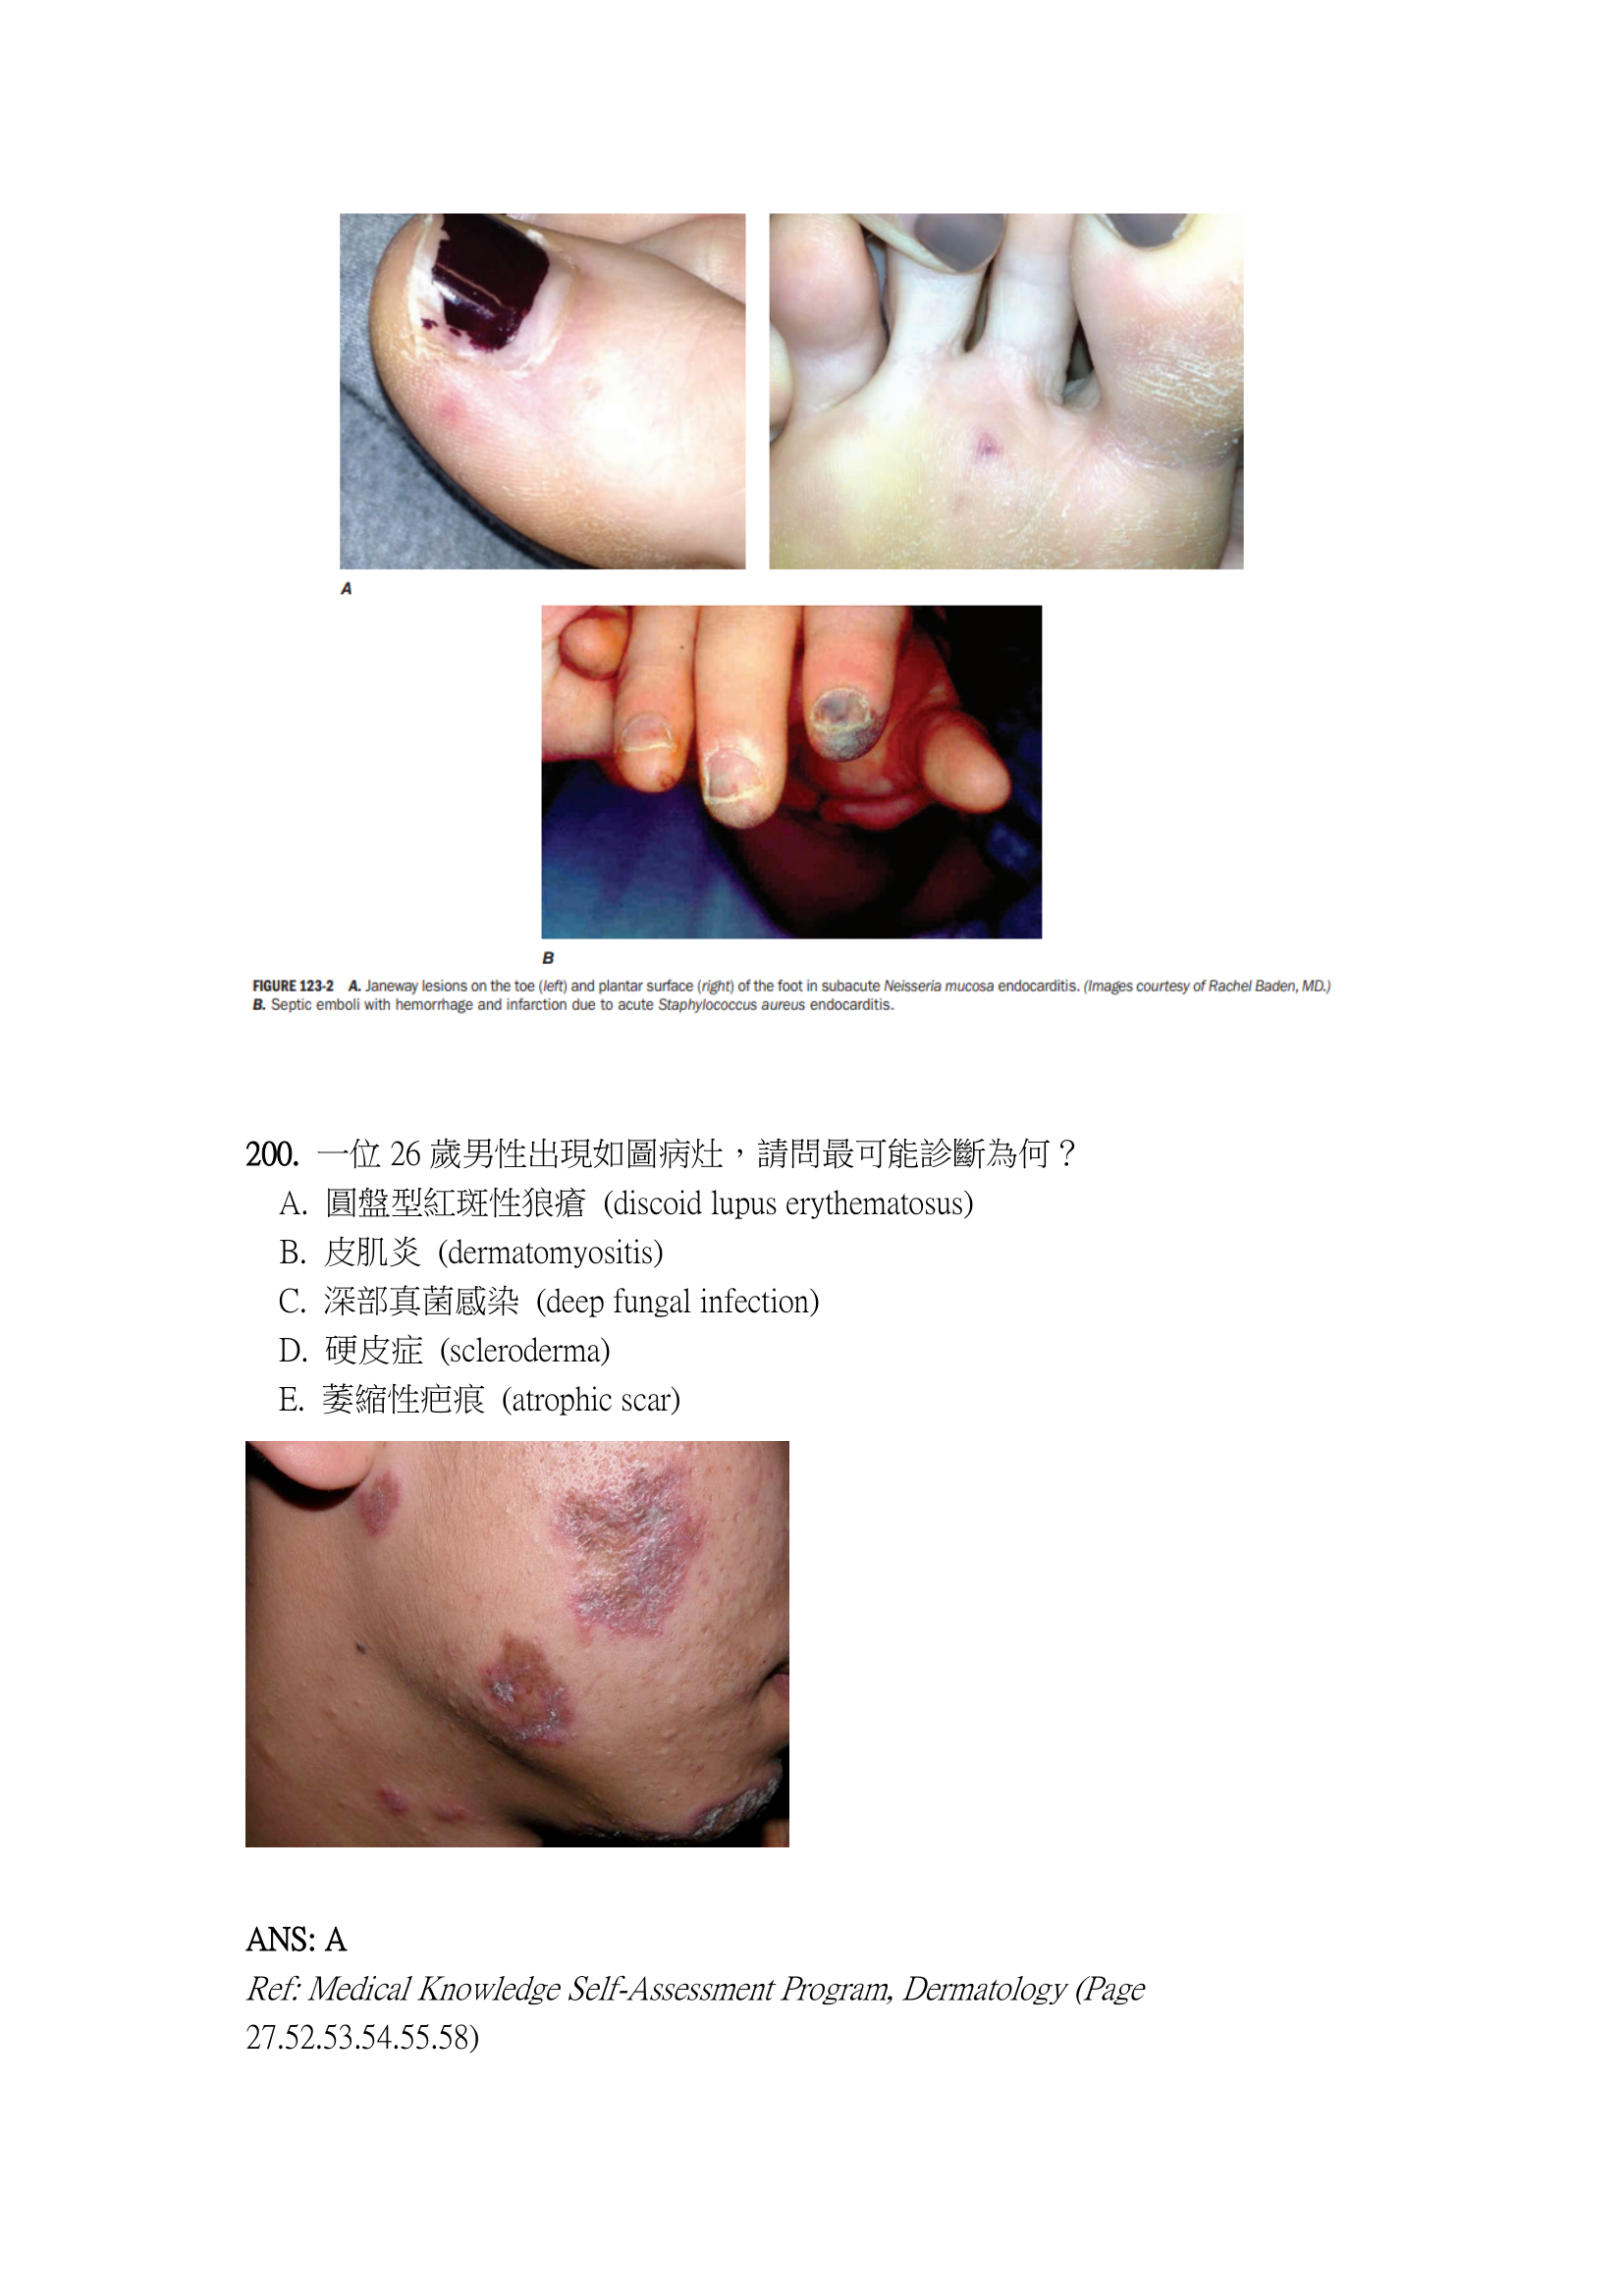 A
B
FIGURE 123-2 A. Janeway lesions on the toe (left) and plantar surface (right) of the foot in subacute Neisseria mucosa endocarditis. (Images courtesy of Rachel Baden, MD.)
B. Septic emboli with hemorrhage and infarction due to acute Staphylococcus aureus endocarditis.
200. 一位 26 歲男性出現如圖病灶，請問最可能診斷為何？
A. 圓盤型紅斑性狼瘡 (discoid lupus erythematosus)
B. 皮肌炎 (dermatomyositis)
C. 深部真菌感染 (deep fungal infection)
D. 硬皮症 (scleroderma)
E. 萎縮性疤痕 (atrophic scar)
ANS: A
Ref: Medical Knowledge Self-Assessment Program, Dermatology (Page
27.52.53.54.55.58)